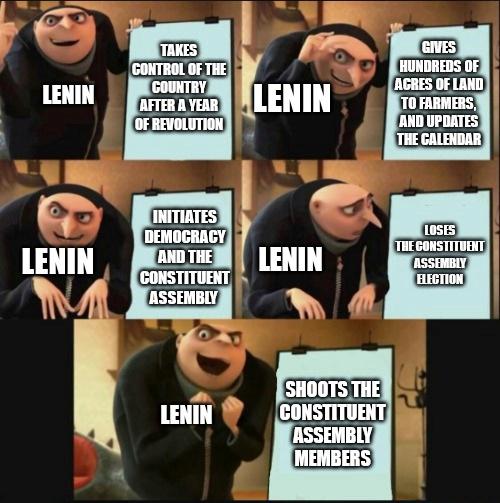 LENIN
TAKES
CONTROL OF THE
COUNTRY
AFTER A YEAR
OF REVOLUTION
LENIN
GIVES
HUNDREDS OF
ACRES OF LAND
TO FARMERS,
AND UPDATES
THE CALENDAR
LENIN
INITIATES
DEMOCRACY
AND THE
CONSTITUENT
ASSEMBLY
LENIN
LOSES
THE CONSTITUENT
ASSEMBLY
ELECTION
LENIN
SHOOTS THE
CONSTITUENT
ASSEMBLY
MEMBERS